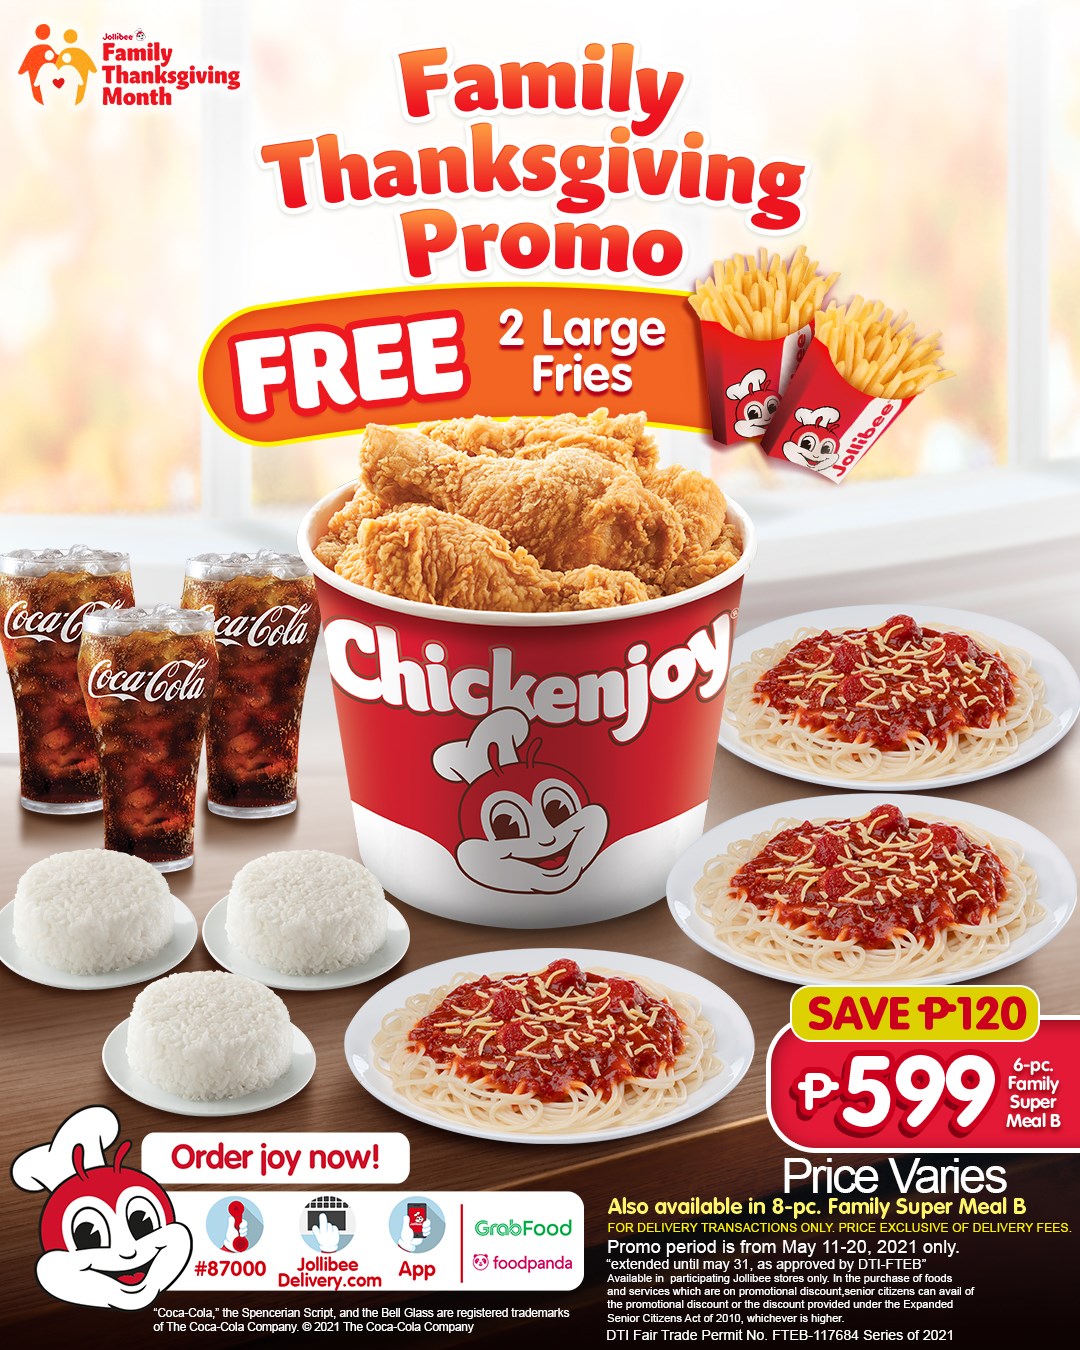 Jollibee
Family
Thanksgiving
Month
Family
Thanksgiving
Promo
FREE
2 Large
Fries
Jollibee
Coca-Cola
Coca-Cola
Coca-Cola
Chickenjoy
SAVE ₱120
₱599
6-pc.
Family
Super
Meal B
Price Varies
Order joy now!
#87000
Jollibee
Delivery.com
App
GrabFood
foodpanda
Also available in 8-pc. Family Super Meal B
FOR DELIVERY TRANSACTIONS ONLY. PRICE EXCLUSIVE OF DELIVERY FEES.
Promo period is from May 11-20, 2021 only.
"extended until may 31, as approved by DTI-FTEB"
Available in participating Jollibee stores only. In the purchase of foods
and services which are on promotional discount,senior citizens can avail of
the promotional discount or the discount provided under the Expanded
Senior Citizens Act of 2010, whichever is higher.
DTI Fair Trade Permit No. FTEB-117684 Series of 2021
"Coca-Cola," the Spencerian Script, and the Bell Glass are registered trademarks
of The Coca-Cola Company. © 2021 The Coca-Cola Company